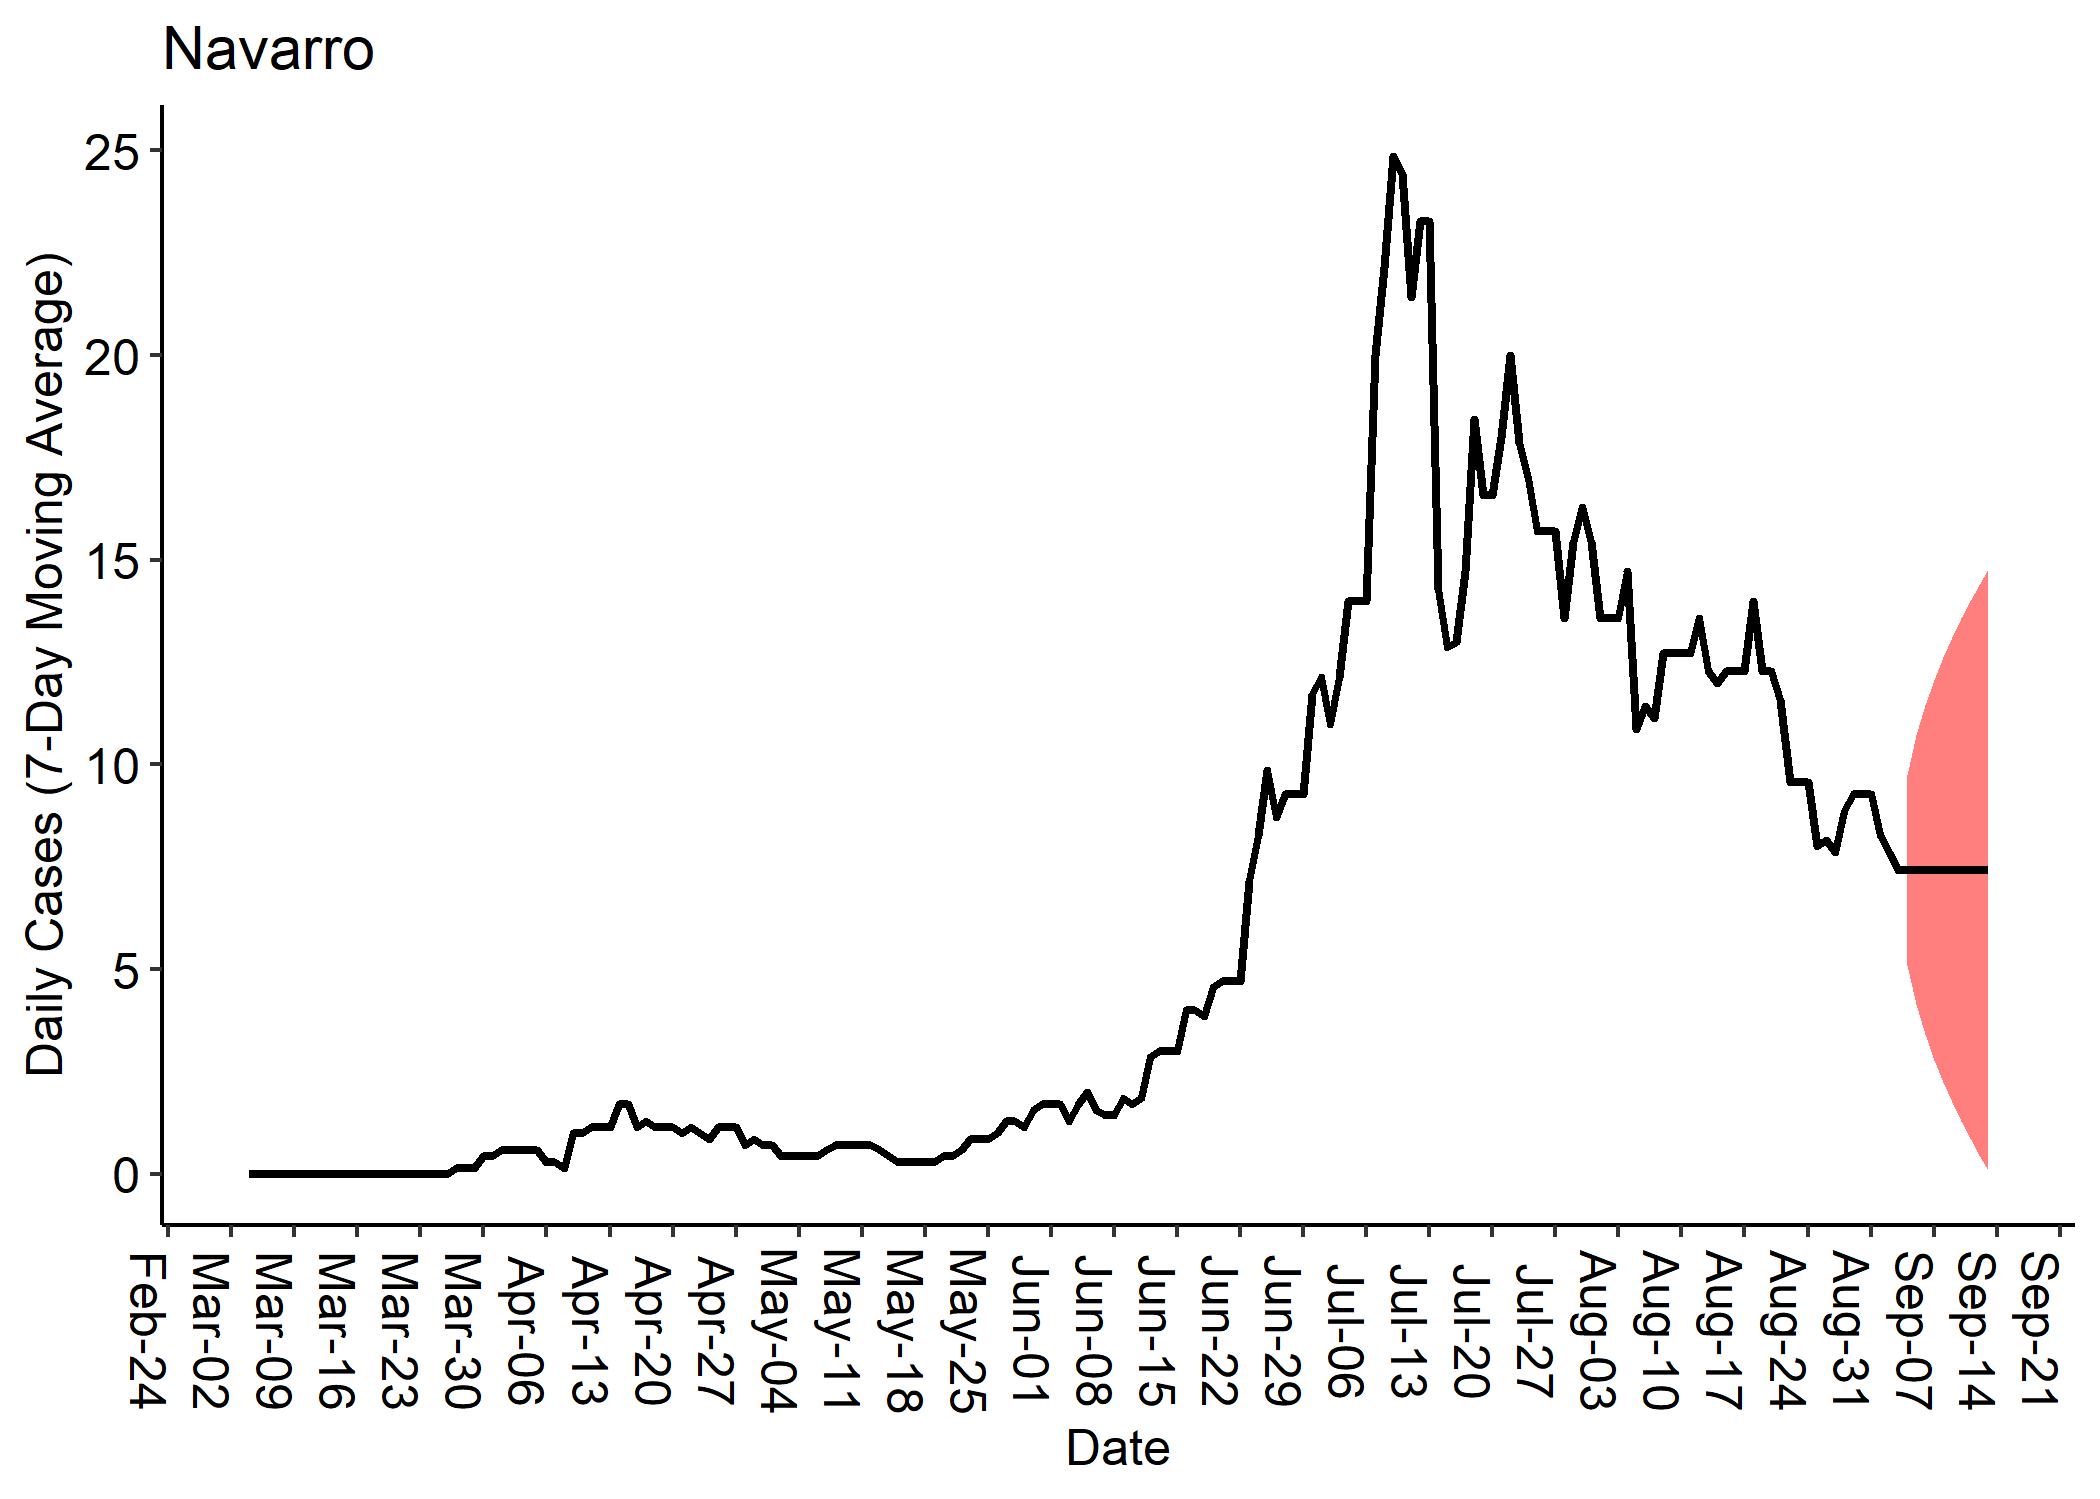 Navarro
Daily Cases (7-Day Moving Average)
25
20
15
10
5
0
Feb-24
Mar-02
Mar-09
Mar-16
Mar-23
Mar-30
Apr-06
Apr-13
Apr-20
Apr-27
May-04
May-11
May-18
May-25
Jun-01
Jun-08
Jun-15
Jun-22
Jun-29
Jul-06
Jul-13
Jul-20
Jul-27
Aug-03
Aug-10
Aug-17
Aug-24
Aug-31
Sep-07
Sep-14
Sep-21
Date